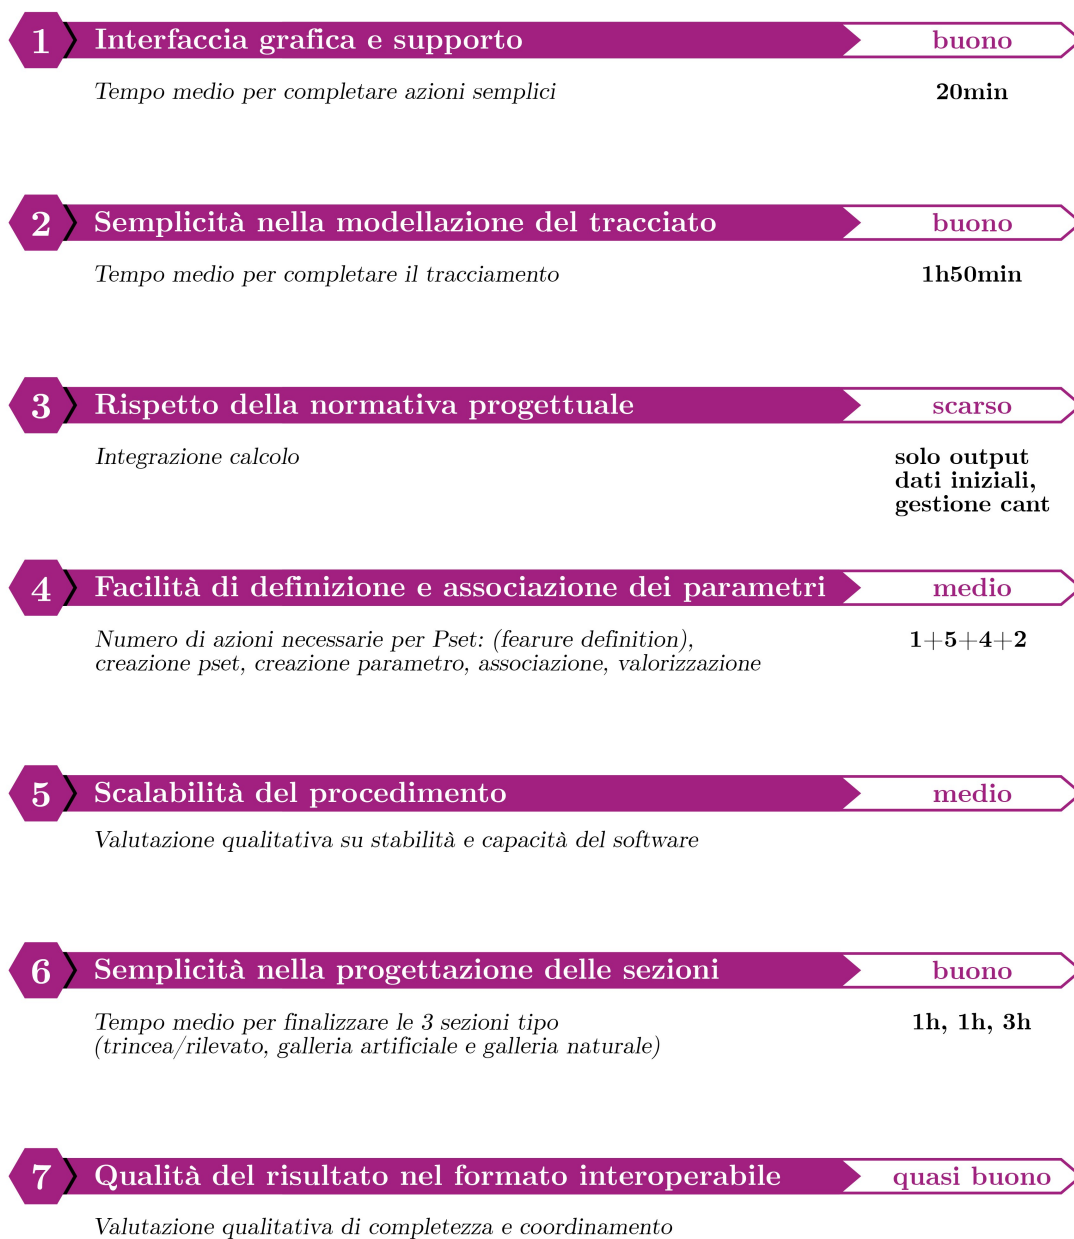 1 Interfaccia grafica e supporto buono
Tempo medio per completare azioni semplici 20min
2 Semplicità nella modellazione del tracciato buono
Tempo medio per completare il tracciamento 1h50min
3 Rispetto della normativa progettuale scarso
Integrazione calcolo solo output
dati iniziali,
gestione cant
4 Facilità di definizione e associazione dei parametri medio
Numero di azioni necessarie per Pset: (fearure definition), 1+5+4+2
creazione pset, creazione parametro, associazione, valorizzazione
5 Scalabilità del procedimento medio
Valutazione qualitativa su stabilità e capacità del software
6 Semplicità nella progettazione delle sezioni buono
Tempo medio per finalizzare le 3 sezioni tipo 1h, 1h, 3h
(trincea/rilevato, galleria artificiale e galleria naturale)
7 Qualità del risultato nel formato interoperabile quasi buono
Valutazione qualitativa di completezza e coordinamento